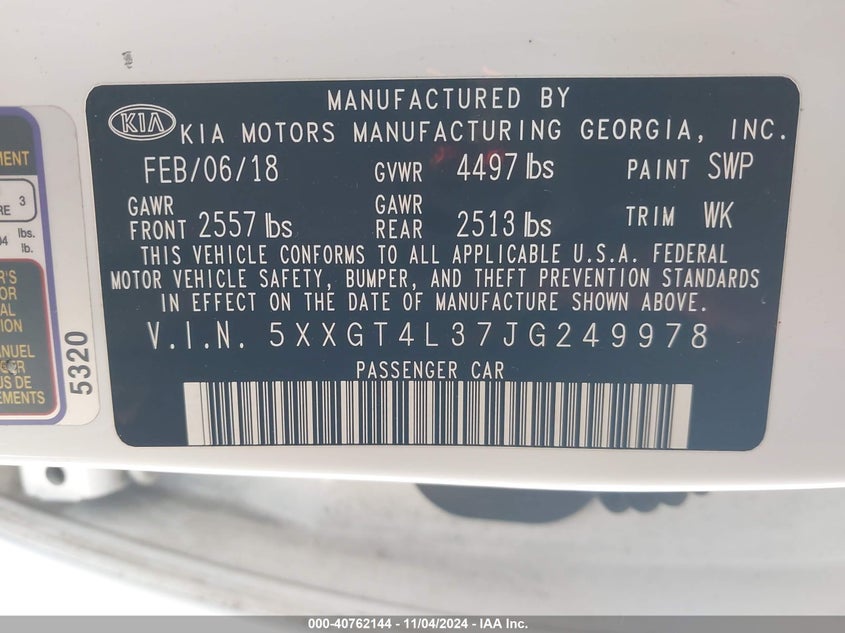 MANUFACTURED BY
KIA KIA MOTORS MANUFACTURING GEORGIA, INC.
FEB/06/18 GVWR 4497 lbs PAINT SWP
GAWR FRONT 2557 lbs GAWR REAR 2513 lbs TRIM WK
THIS VEHICLE CONFORMS TO ALL APPLICABLE U.S.A. FEDERAL
MOTOR VEHICLE SAFETY, BUMPER, AND THEFT PREVENTION STANDARDS
IN EFFECT ON THE DATE OF MANUFACTURE SHOWN ABOVE.
V.I.N. 5XXGT4L37JG249978
PASSENGER CAR
3
lbs.
lb.
5320
000-40762144 - 11/04/2024 - IAA Inc.